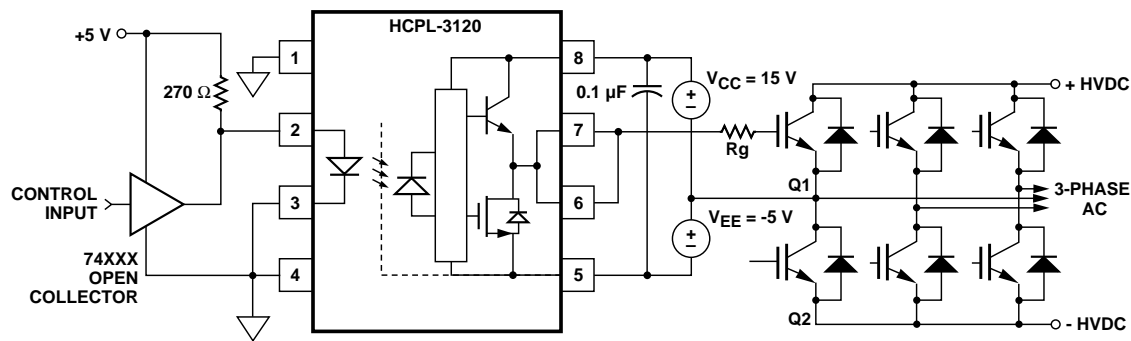 HCPL-3120
+5 V
270 Ω
1
2
3
4
8
7
6
5
0.1 µF
VCC = 15 V
VEE = -5 V
Rg
Q1
Q2
+ HVDC
3-PHASE
AC
- HVDC
CONTROL
INPUT
74XXX
OPEN
COLLECTOR